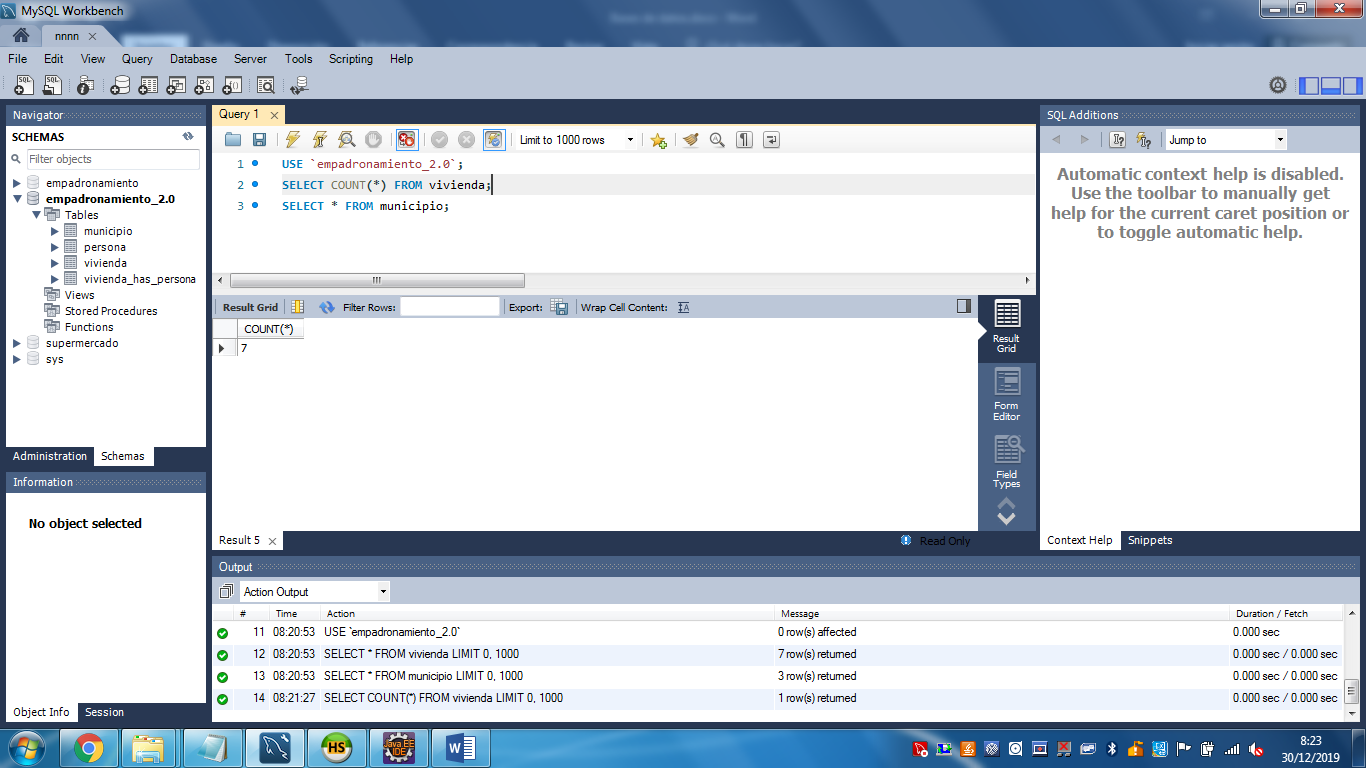 MySQL Workbench
nnnn
File Edit View Query Database Server Tools Scripting Help
Navigator
SCHEMAS
Filter objects
empadronamiento
empadronamiento_2.0
Tables
municipio
persona
vivienda
vivienda_has_persona
Views
Stored Procedures
Functions
supermercado
sys
Administration Schemas
Information
No object selected
Object Info Session
Query 1
Limit to 1000 rows
1 USE `empadronamiento_2.0`;
2 SELECT COUNT(*) FROM vivienda;
3 SELECT * FROM municipio;
Result Grid Filter Rows: Export: Wrap Cell Content:
COUNT(*)
7
Result Grid
Form Editor
Field Types
Result 5
Read Only
SQL Additions
Jump to
Automatic context help is disabled.
Use the toolbar to manually get
help for the current caret position or
to toggle automatic help.
Context Help Snippets
Output
Action Output
# Time Action Message Duration / Fetch
11 08:20:53 USE `empadronamiento_2.0` 0 row(s) affected 0.000 sec
12 08:20:53 SELECT * FROM vivienda LIMIT 0, 1000 7 row(s) returned 0.000 sec / 0.000 sec
13 08:20:53 SELECT * FROM municipio LIMIT 0, 1000 3 row(s) returned 0.000 sec / 0.000 sec
14 08:21:27 SELECT COUNT(*) FROM vivienda LIMIT 0, 1000 1 row(s) returned 0.000 sec / 0.000 sec
HS
Java EE
IDE
W
8:23
30/12/2019